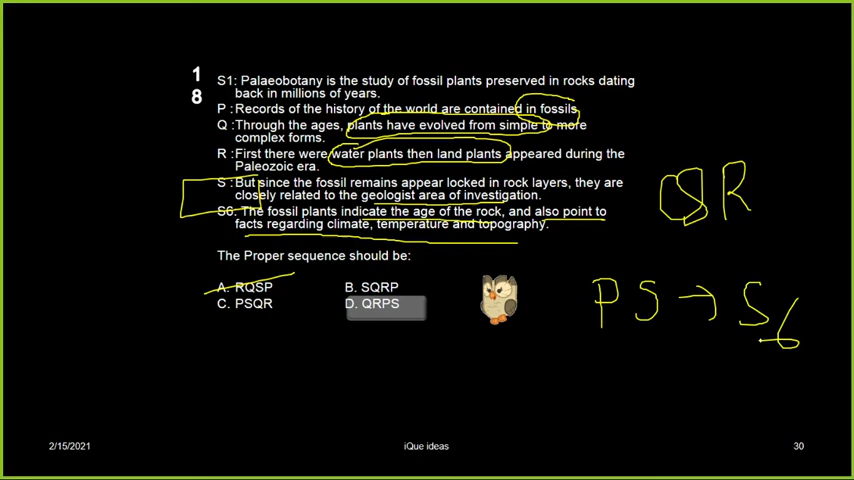 1
8
S1: Palaeobotany is the study of fossil plants preserved in rocks dating
back in millions of years.
P : Records of the history of the world are contained in fossils.
Q : Through the ages, plants have evolved from simple to more
complex forms.
R : First there were water plants then land plants appeared during the
Paleozoic era.
S : But since the fossil remains appear locked in rock layers, they are
closely related to the geologist area of investigation.
S6: The fossil plants indicate the age of the rock, and also point to
facts regarding climate, temperature and topography.
QR
The Proper sequence should be:
A. RQSP
B. SQRP
C. PSQR
D. QRPS
PS → S6
2/15/2021
iQue ideas
30